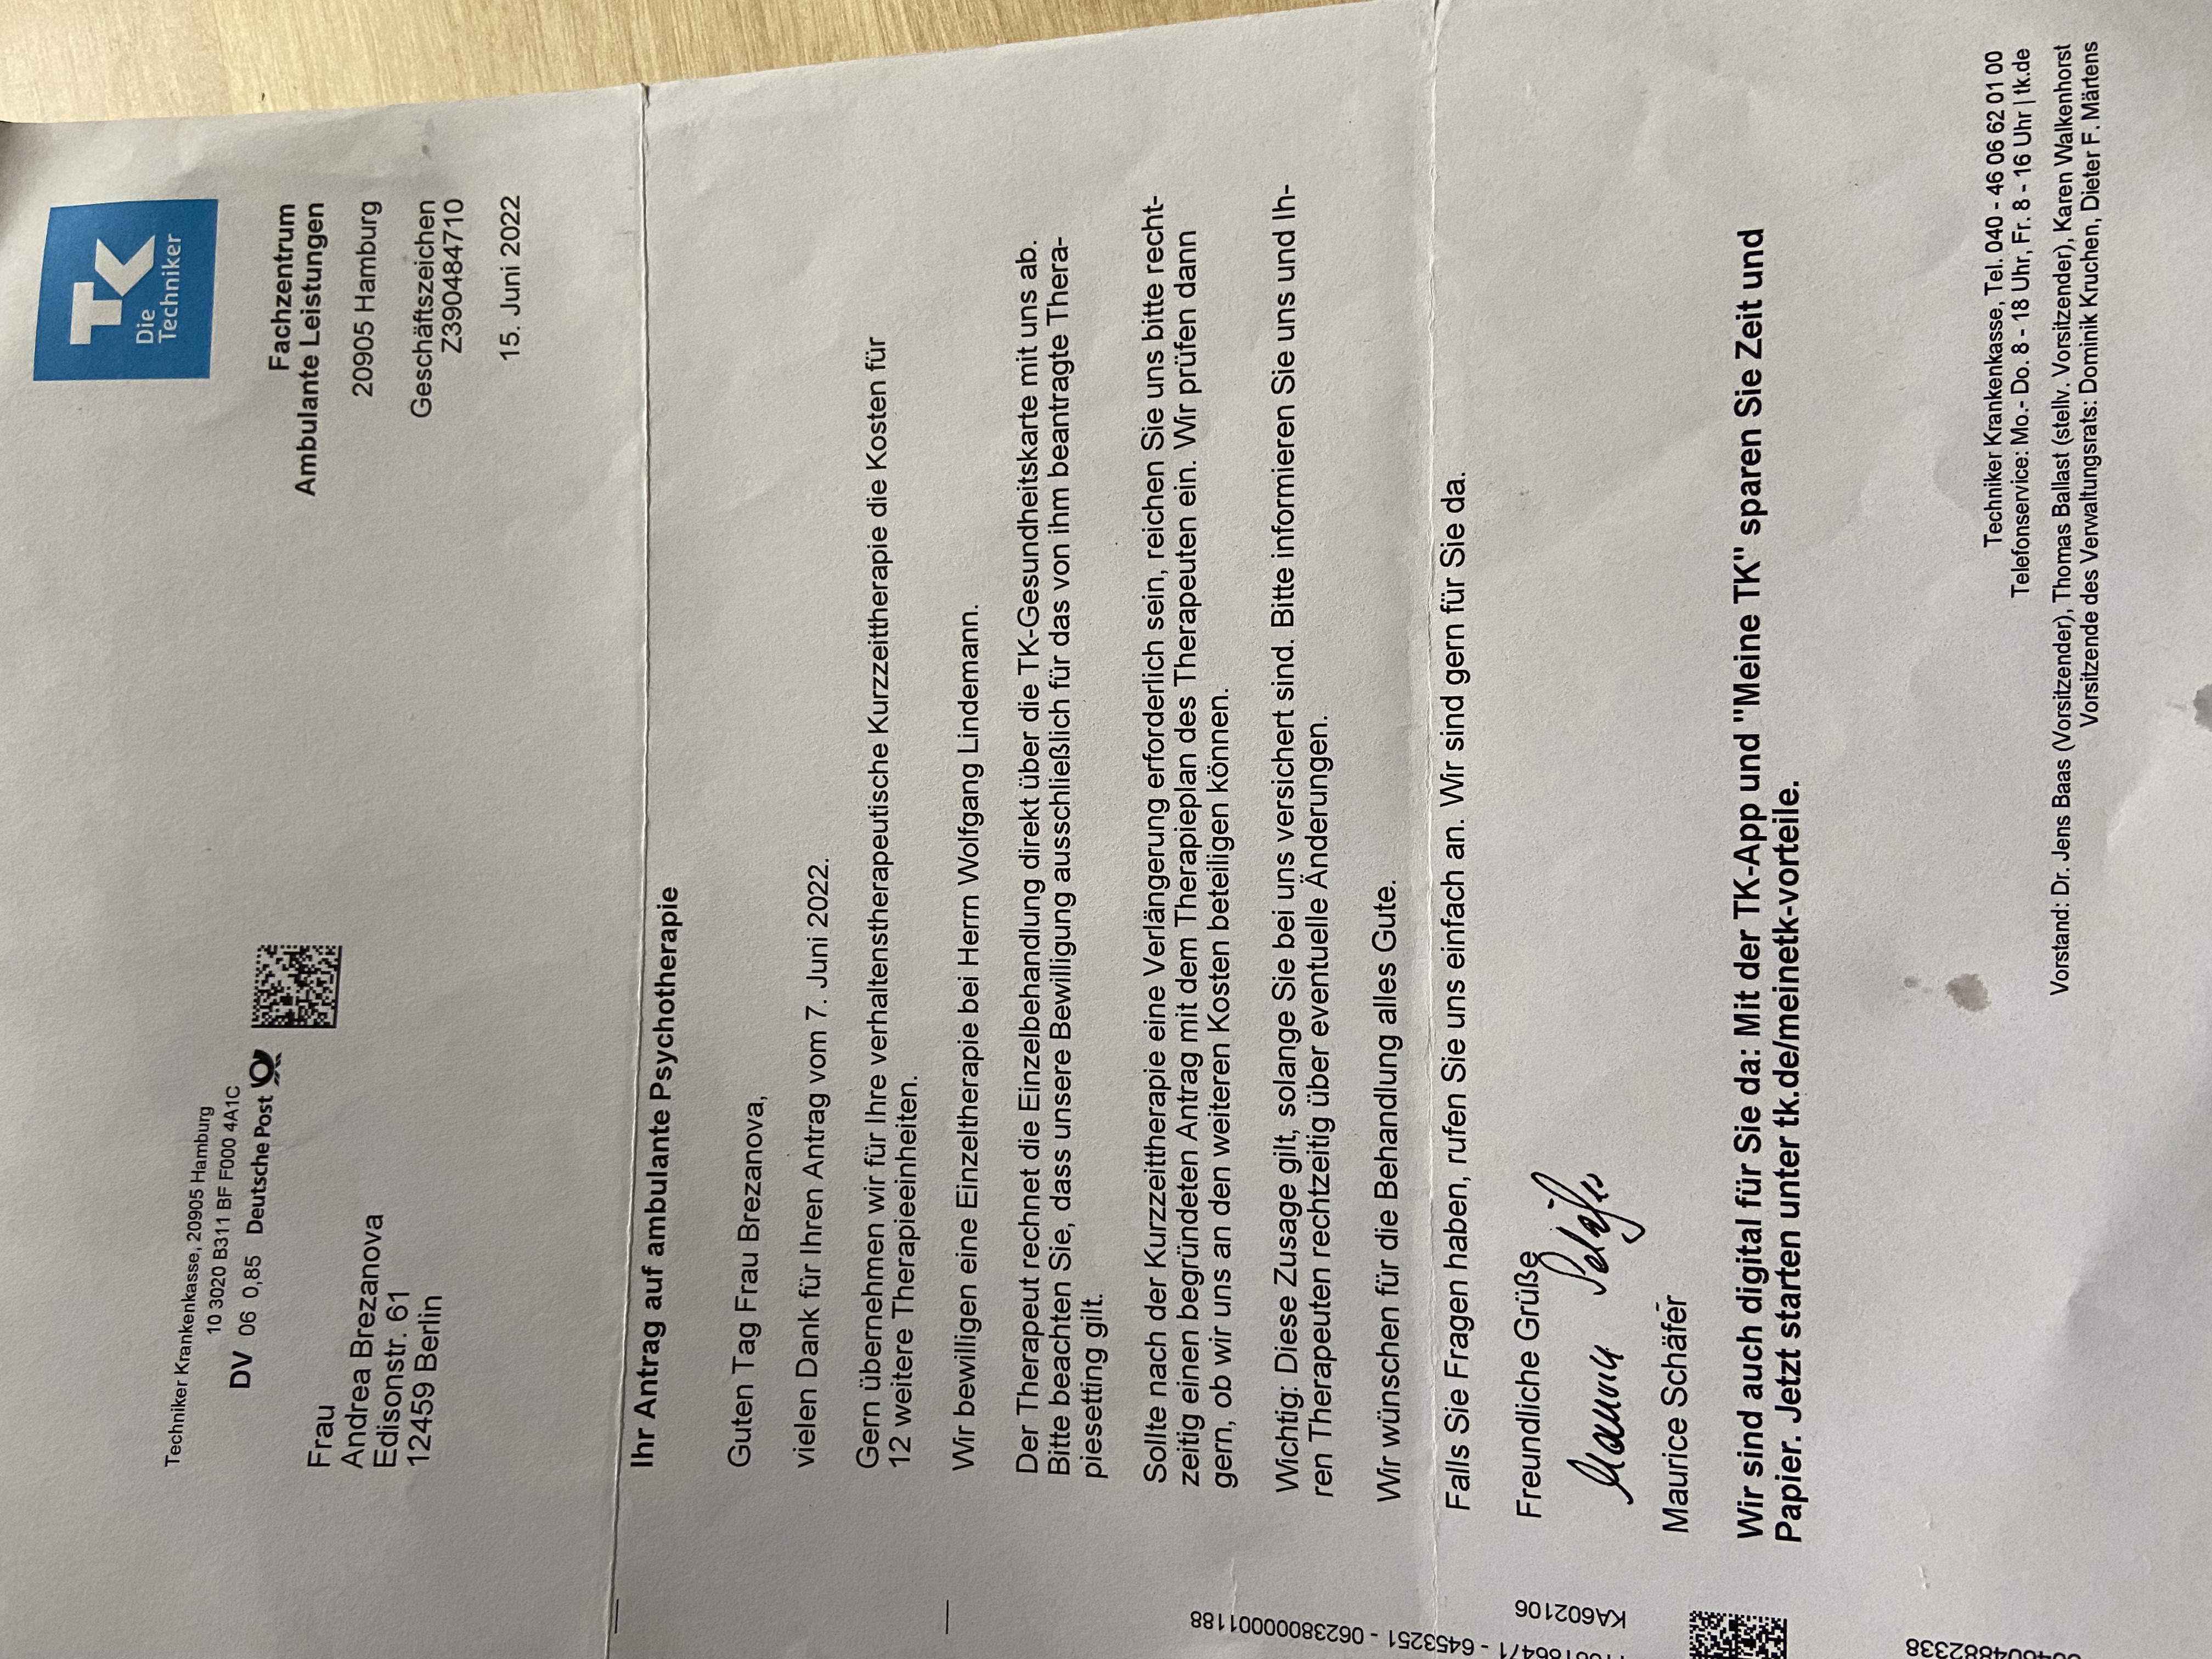 TK
Die
Techniker
Techniker Krankenkasse, 20905 Hamburg
10 3020 B311 BF F000 4A1C
DV 06 0,85 Deutsche Post
Frau
Andrea Brezanova
Edisonstr. 61
12459 Berlin
Fachzentrum
Ambulante Leistungen
20905 Hamburg
Geschäftszeichen
Z390484710
15. Juni 2022
Ihr Antrag auf ambulante Psychotherapie
Guten Tag Frau Brezanova,
vielen Dank für Ihren Antrag vom 7. Juni 2022.
Gern übernehmen wir für Ihre verhaltenstherapeutische Kurzzeittherapie die Kosten für
12 weitere Therapieeinheiten.
Wir bewilligen eine Einzeltherapie bei Herrn Wolfgang Lindemann.
Der Therapeut rechnet die Einzelbehandlung direkt über die TK-Gesundheitskarte mit uns ab.
Bitte beachten Sie, dass unsere Bewilligung ausschließlich für das von ihm beantragte Thera-
piesetting gilt.
Sollte nach der Kurzzeittherapie eine Verlängerung erforderlich sein, reichen Sie uns bitte recht-
zeitig einen begründeten Antrag mit dem Therapieplan des Therapeuten ein. Wir prüfen dann
gern, ob wir uns an den weiteren Kosten beteiligen können.
Wichtig: Diese Zusage gilt, solange Sie bei uns versichert sind. Bitte informieren Sie uns und Ih-
ren Therapeuten rechtzeitig über eventuelle Änderungen.
Wir wünschen für die Behandlung alles Gute.
Falls Sie Fragen haben, rufen Sie uns einfach an. Wir sind gern für Sie da.
Freundliche Grüße
Maurice Schäfer
Maurice Schäfer
Wir sind auch digital für Sie da: Mit der TK-App und "Meine TK" sparen Sie Zeit und
Papier. Jetzt starten unter tk.de/meinetk-vorteile.
Techniker Krankenkasse, Tel. 040 - 46 06 62 01 00
Telefonservice: Mo.- Do. 8 - 18 Uhr, Fr. 8 - 16 Uhr | tk.de
Vorstand: Dr. Jens Baas (Vorsitzender), Thomas Ballast (stellv. Vorsitzender), Karen Walkenhorst
Vorsitzende des Verwaltungsrats: Dominik Kruchen, Dieter F. Märtens
- 6453251 - 0623800001188
KA602106